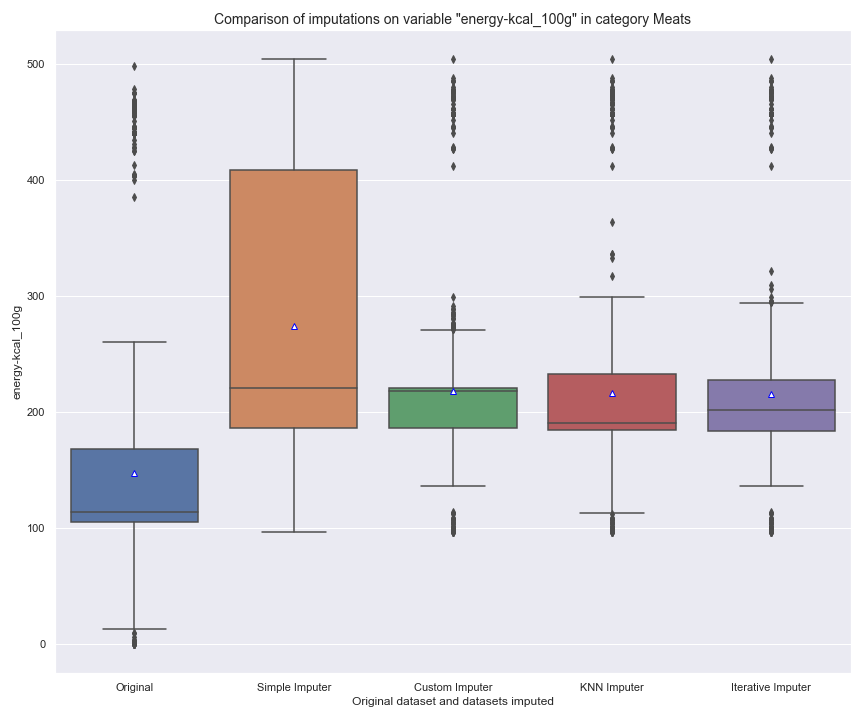 Comparison of imputations on variable "energy-kcal_100g" in category Meats
energy-kcal_100g
500
400
300
200
100
0
Original
Simple Imputer
Custom Imputer
KNN Imputer
Iterative Imputer
Original dataset and datasets imputed